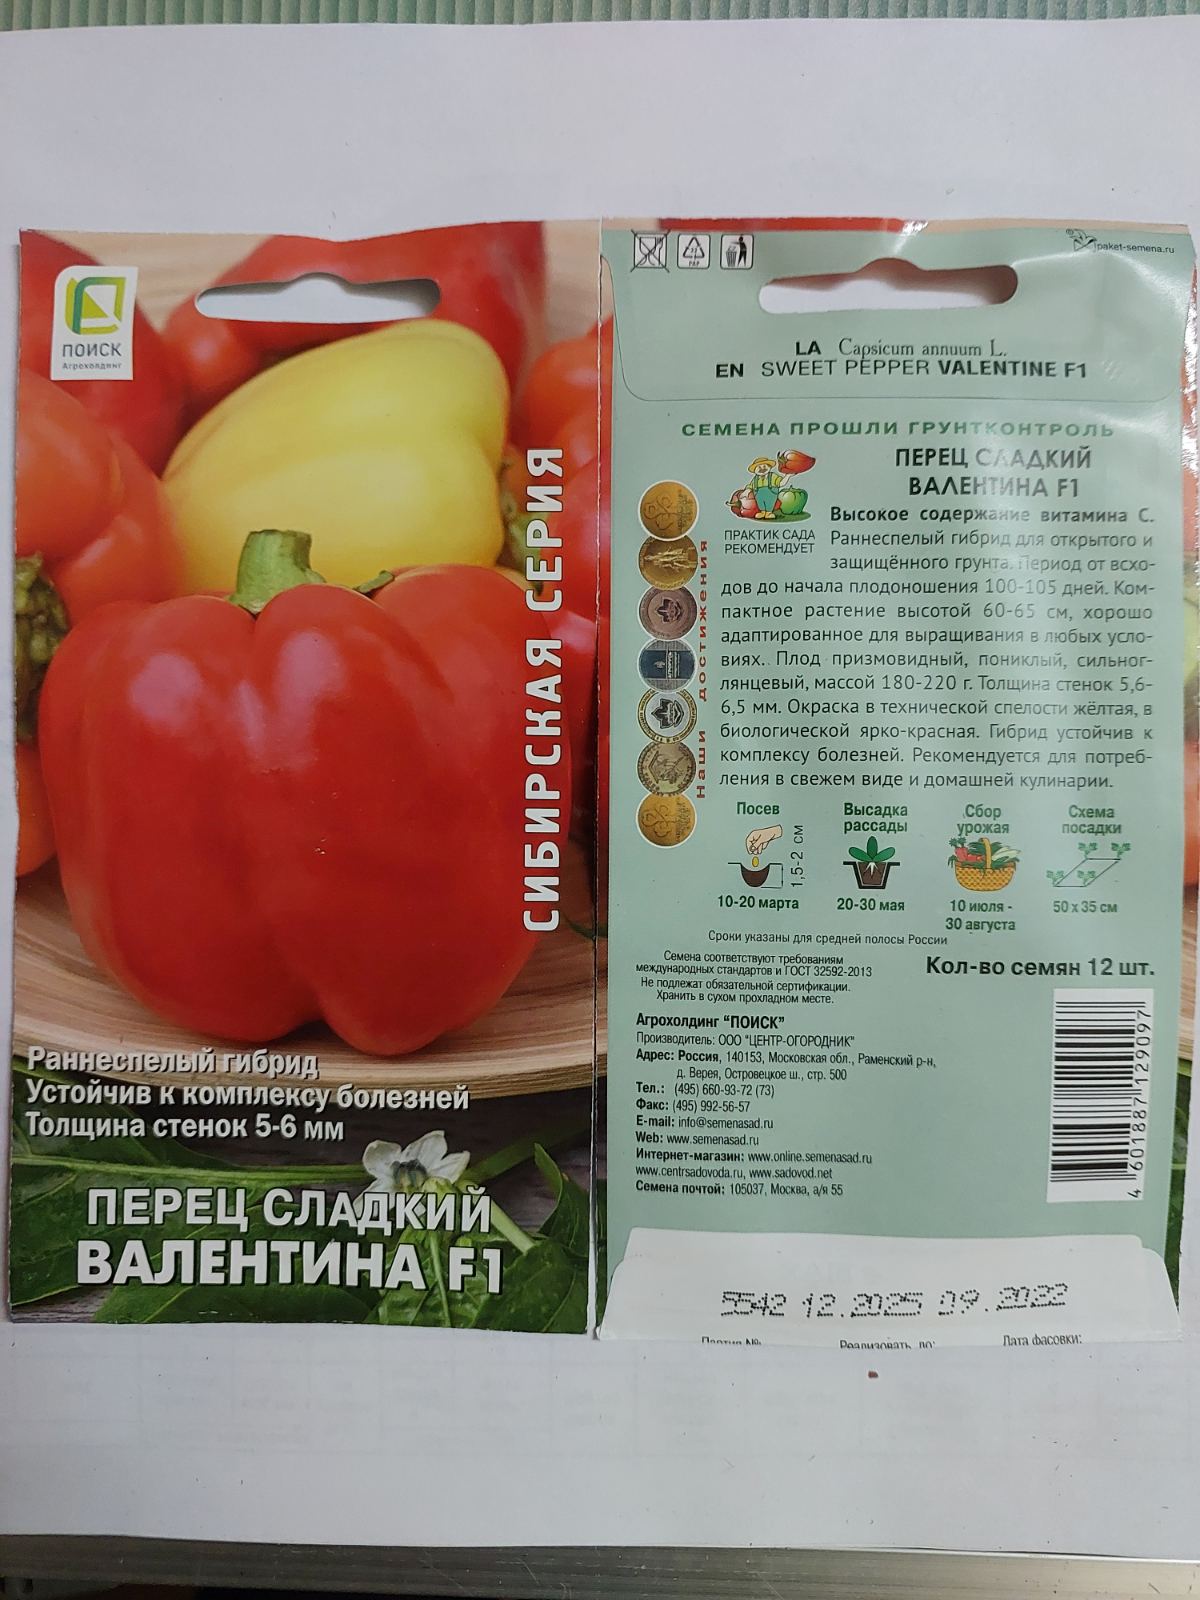 ПОИСК
Агрохолдинг
СИБИРСКАЯ СЕРИЯ
Раннеспелый гибрид
Устойчив к комплексу болезней
Толщина стенок 5-6 мм
ПЕРЕЦ СЛАДКИЙ
ВАЛЕНТИНА F1
22
PAP
paket-semena.ru
LA Capsicum annuum L.
EN SWEET PEPPER VALENTINE F1
СЕМЕНА ПРОШЛИ ГРУНТКОНТРОЛЬ
ПЕРЕЦ СЛАДКИЙ
ВАЛЕНТИНА F1
ПРАКТИК САДА
РЕКОМЕНДУЕТ
наши достижения
Высокое содержание витамина С.
Раннеспелый гибрид для открытого и
защищённого грунта. Период от всхо-
дов до начала плодоношения 100-105 дней. Ком-
пактное растение высотой 60-65 см, хорошо
адаптированное для выращивания в любых усло-
виях. Плод призмовидный, пониклый, сильног-
лянцевый, массой 180-220 г. Толщина стенок 5,6-
6,5 мм. Окраска в технической спелости жёлтая, в
биологической ярко-красная. Гибрид устойчив к
комплексу болезней. Рекомендуется для потреб-
ления в свежем виде и домашней кулинарии.
Посев
1,5-2 см
10-20 марта
Высадка
рассады
20-30 мая
Сбор
урожая
10 июля -
30 августа
Схема
посадки
50 x 35 см
Сроки указаны для средней полосы России
Семена соответствуют требованиям
международных стандартов и ГОСТ 32592-2013
Не подлежат обязательной сертификации.
Хранить в сухом прохладном месте.
Кол-во семян 12 шт.
Агрохолдинг "ПОИСК"
Производитель: ООО "ЦЕНТР-ОГОРОДНИК"
Адрес: Россия, 140153, Московская обл., Раменский р-н,
д. Верея, Островецкое ш., стр. 500
Тел.: (495) 660-93-72 (73)
Факс: (495) 992-56-57
E-mail: info@semenasad.ru
Web: www.semenasad.ru
Интернет-магазин: www.online.semenasad.ru
www.centrsadovoda.ru, www.sadovod.net
Семена почтой: 105037, Москва, а/я 55
4 601887 129097
5542 12.2025 09.2022
Партия №: Реализовать до: Дата фасовки: